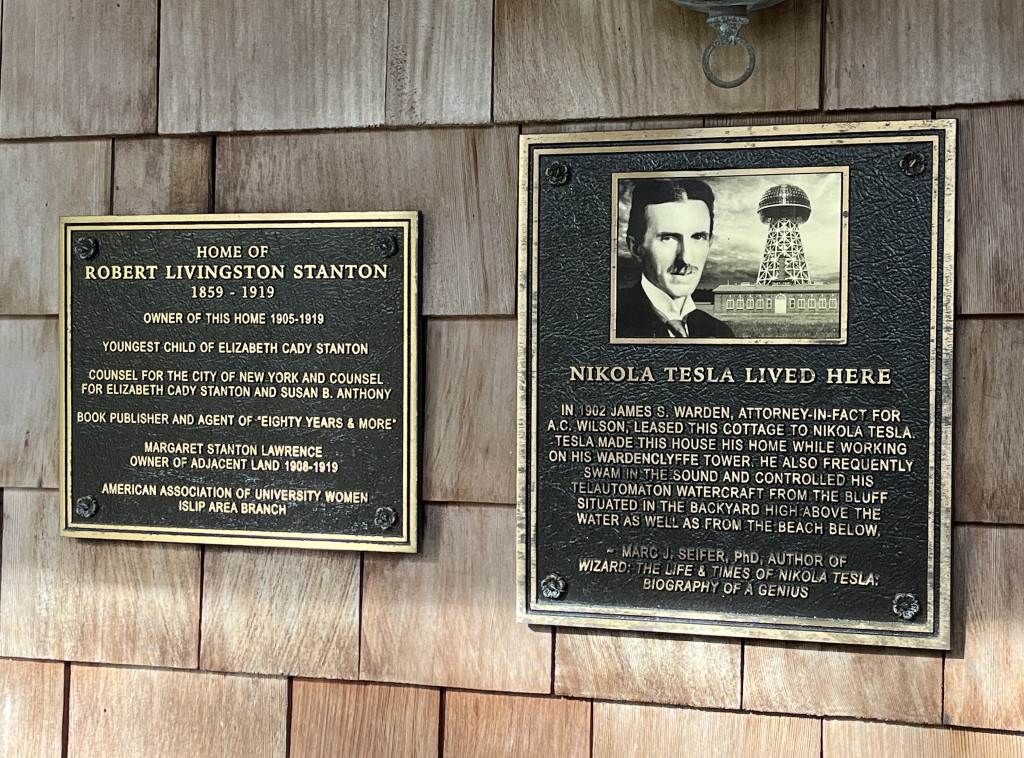 HOME OF
ROBERT LIVINGSTON STANTON
1859 - 1919
OWNER OF THIS HOME 1905-1919
YOUNGEST CHILD OF ELIZABETH CADY STANTON
COUNSEL FOR THE CITY OF NEW YORK AND COUNSEL
FOR ELIZABETH CADY STANTON AND SUSAN B. ANTHONY
BOOK PUBLISHER AND AGENT OF "EIGHTY YEARS & MORE"
MARGARET STANTON LAWRENCE
OWNER OF ADJACENT LAND 1908-1919
AMERICAN ASSOCIATION OF UNIVERSITY WOMEN
ISLIP AREA BRANCH
NIKOLA TESLA LIVED HERE
IN 1902 JAMES S. WARDEN, ATTORNEY-IN-FACT FOR
A.C. WILSON, LEASED THIS COTTAGE TO NIKOLA TESLA.
TESLA MADE THIS HOUSE HIS HOME WHILE WORKING
ON HIS WARDENCLYFFE TOWER. HE ALSO FREQUENTLY
SWAM IN THE SOUND AND CONTROLLED HIS
TELAUTOMATON WATERCRAFT FROM THE BLUFF
SITUATED IN THE BACKYARD HIGH ABOVE THE
WATER AS WELL AS FROM THE BEACH BELOW.
~ MARC J. SEIFER, PhD, AUTHOR OF
WIZARD: THE LIFE & TIMES OF NIKOLA TESLA:
BIOGRAPHY OF A GENIUS